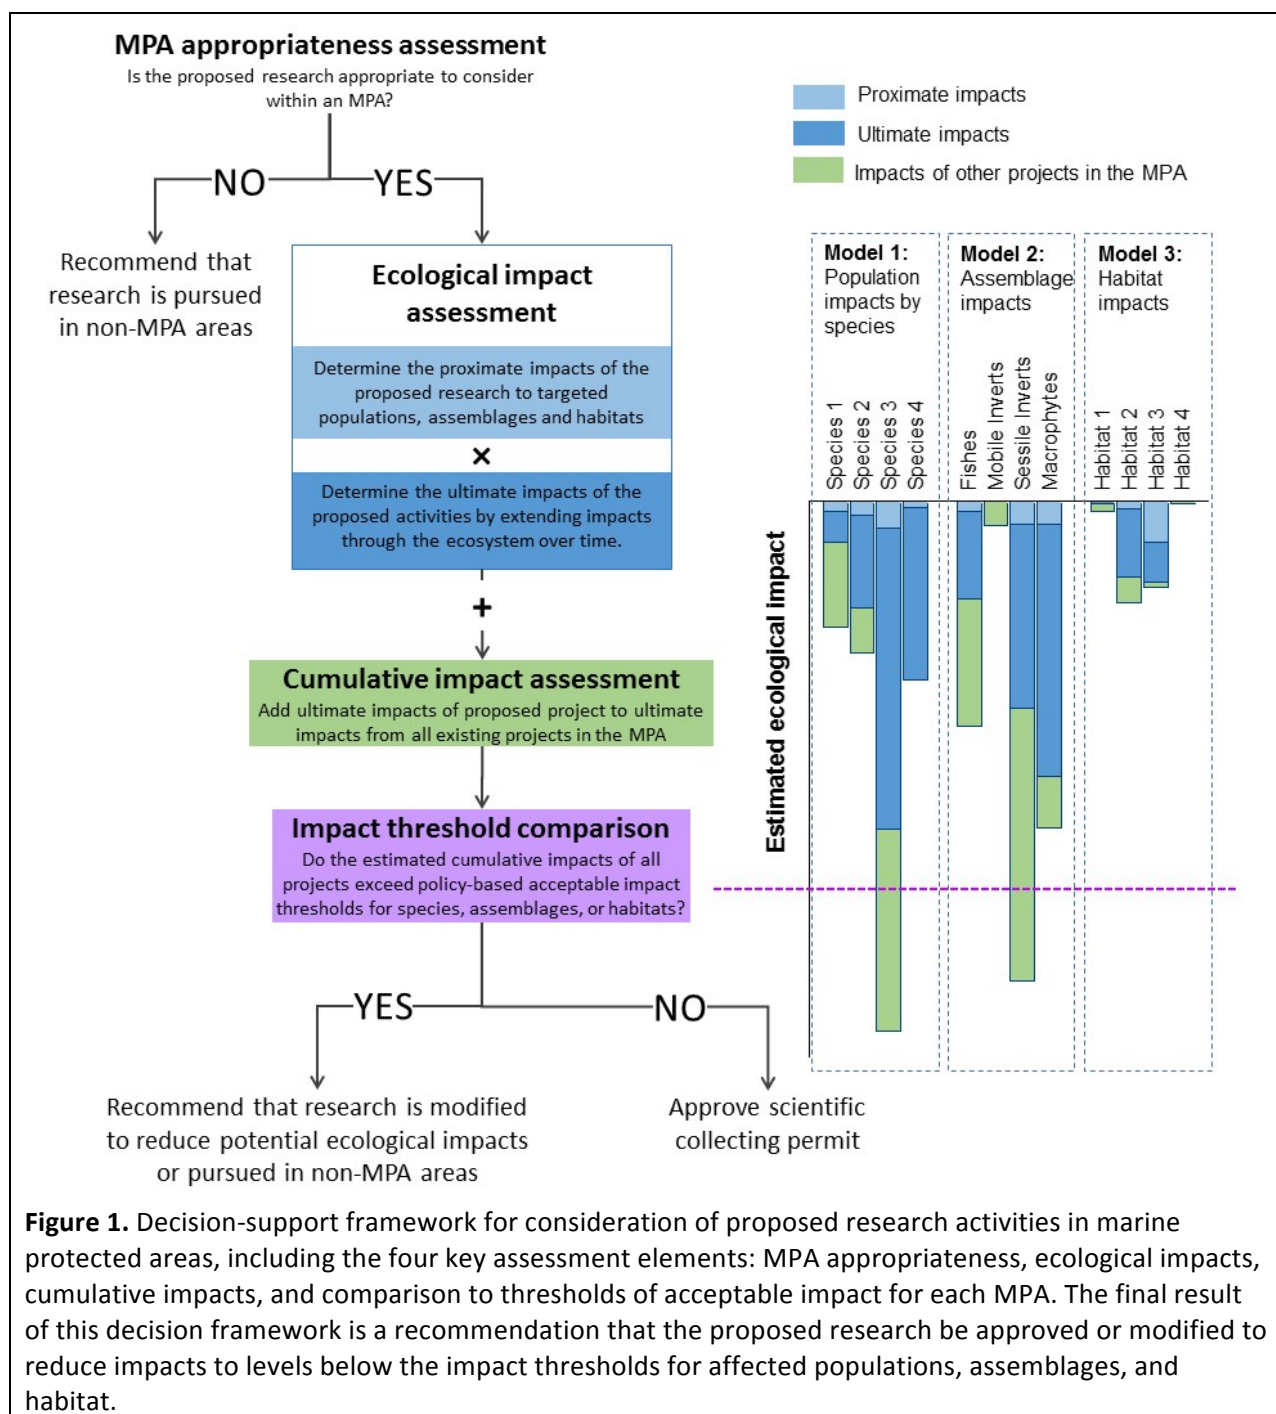 MPA appropriateness assessment
Is the proposed research appropriate to consider
within an MPA?
NO
YES
Recommend that
research is pursued
in non-MPA areas
Ecological impact
assessment
Determine the proximate impacts of the
proposed research to targeted
populations, assemblages and habitats
×
Determine the ultimate impacts of the
proposed activities by extending impacts
through the ecosystem over time.
+
Cumulative impact assessment
Add ultimate impacts of proposed project to ultimate
impacts from all existing projects in the MPA
Impact threshold comparison
Do the estimated cumulative impacts of all
projects exceed policy-based acceptable impact
thresholds for species, assemblages, or habitats?
YES
NO
Recommend that research is modified
to reduce potential ecological impacts
or pursued in non-MPA areas
Approve scientific
collecting permit
Proximate impacts
Ultimate impacts
Impacts of other projects in the MPA
Model 1:
Population
impacts by
species
Model 2:
Assemblage
impacts
Model 3:
Habitat
impacts
Species 1
Species 2
Species 3
Species 4
Fishes
Mobile Inverts
Sessile Inverts
Macrophytes
Habitat 1
Habitat 2
Habitat 3
Habitat 4
Estimated ecological impact
Figure 1. Decision-support framework for consideration of proposed research activities in marine
protected areas, including the four key assessment elements: MPA appropriateness, ecological impacts,
cumulative impacts, and comparison to thresholds of acceptable impact for each MPA. The final result
of this decision framework is a recommendation that the proposed research be approved or modified to
reduce impacts to levels below the impact thresholds for affected populations, assemblages, and
habitat.